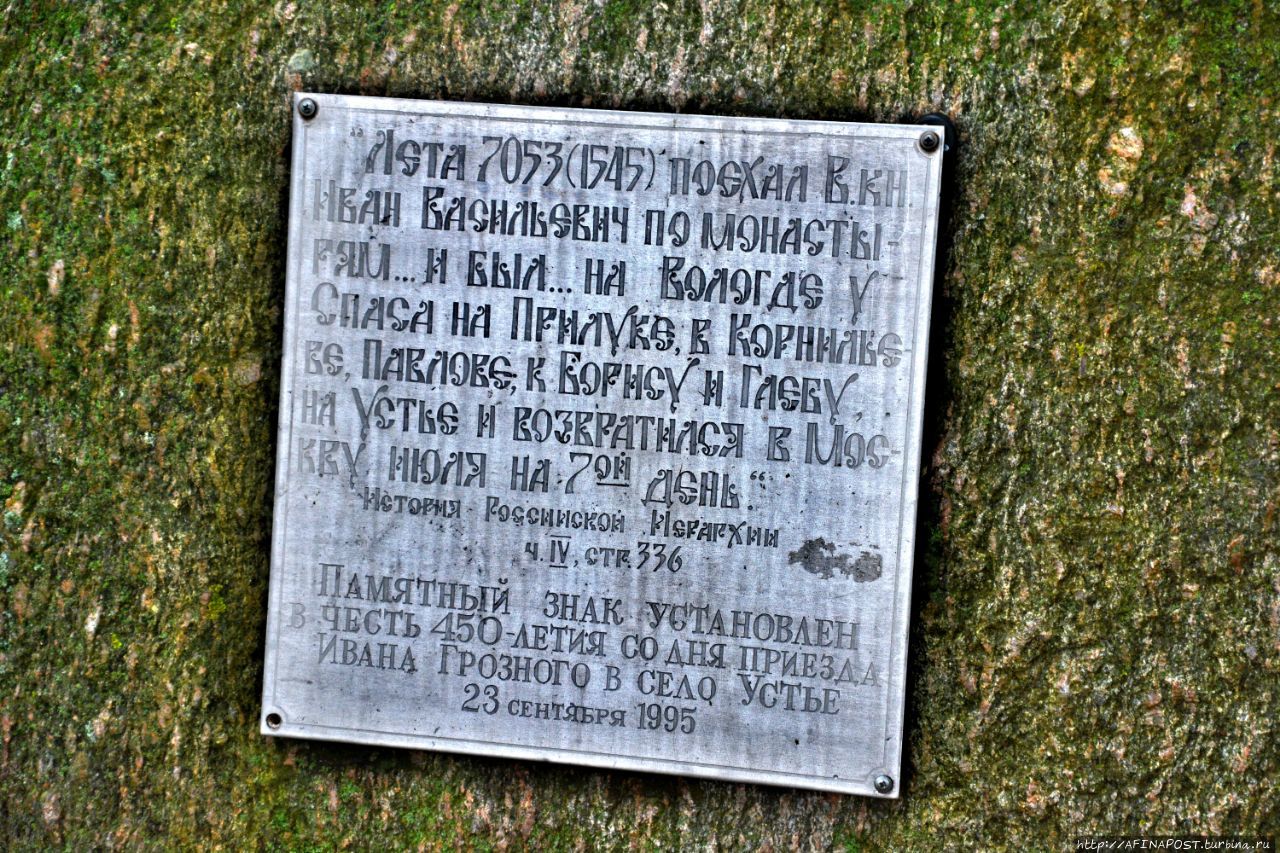 "Лета 7053 (1545) поехал В.кн.
Иван Васильевич по монасты-
рям... и был... на Вологде у
Спаса на Прилуке, в Корнилье
ве, Павлове, к Борису и Глебу,
на Устье и возвратился в Мос-
кву июля на 7ой день."
История Россииской Иерархии
ч. IV, стр. 336
Памятный знак установлен
в честь 450-летия со дня приезда
Ивана Грозного в село Устье
23 сентября 1995
http://AFINAPOST.turbina.ru